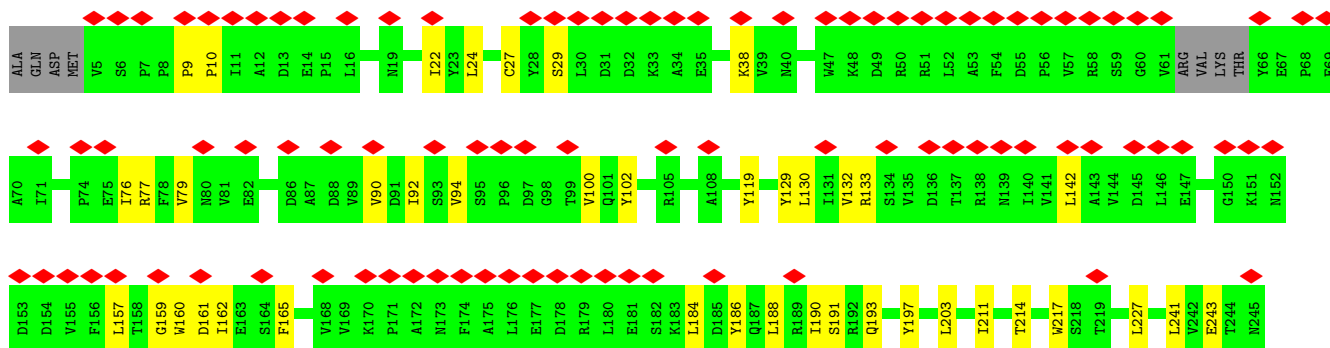 ALA GLN ASP MET V5 S6 P7 P8 P9 P10 I11 A12 D13 E14 P15 L16 N19 I22 Y23 L24 C27 Y28 S29 L30 D31 D32 K33 A34 E35 K38 V39 N40 W47 K48 D49 R50 R51 L52 A53 F54 D55 P56 V57 R58 S59 G60 V61 ARG VAL LYS THR Y66 E67 P68 E69
A70 I71 P74 E75 I76 R77 F78 V79 N80 V81 E82 D86 A87 D88 V89 V90 D91 I92 S93 V94 S95 P96 D97 G98 T99 V100 Q101 Y102 R105 A108 Y119 Y129 L130 I131 V132 R133 S134 V135 D136 T137 R138 N139 I140 V141 L142 A143 V144 D145 L146 E147 G150 K151 N152
D153 D154 V155 F156 L157 T158 G159 W160 D161 I162 E163 S164 F165 V168 V169 K170 P171 A172 N173 F174 A175 L176 E177 D178 R179 L180 E181 S182 K183 L184 D185 Y186 Q187 L188 R189 I190 S191 R192 Q193 Y197 L203 I211 T214 W217 S218 T219 L227 L241 V242 E243 T244 N245